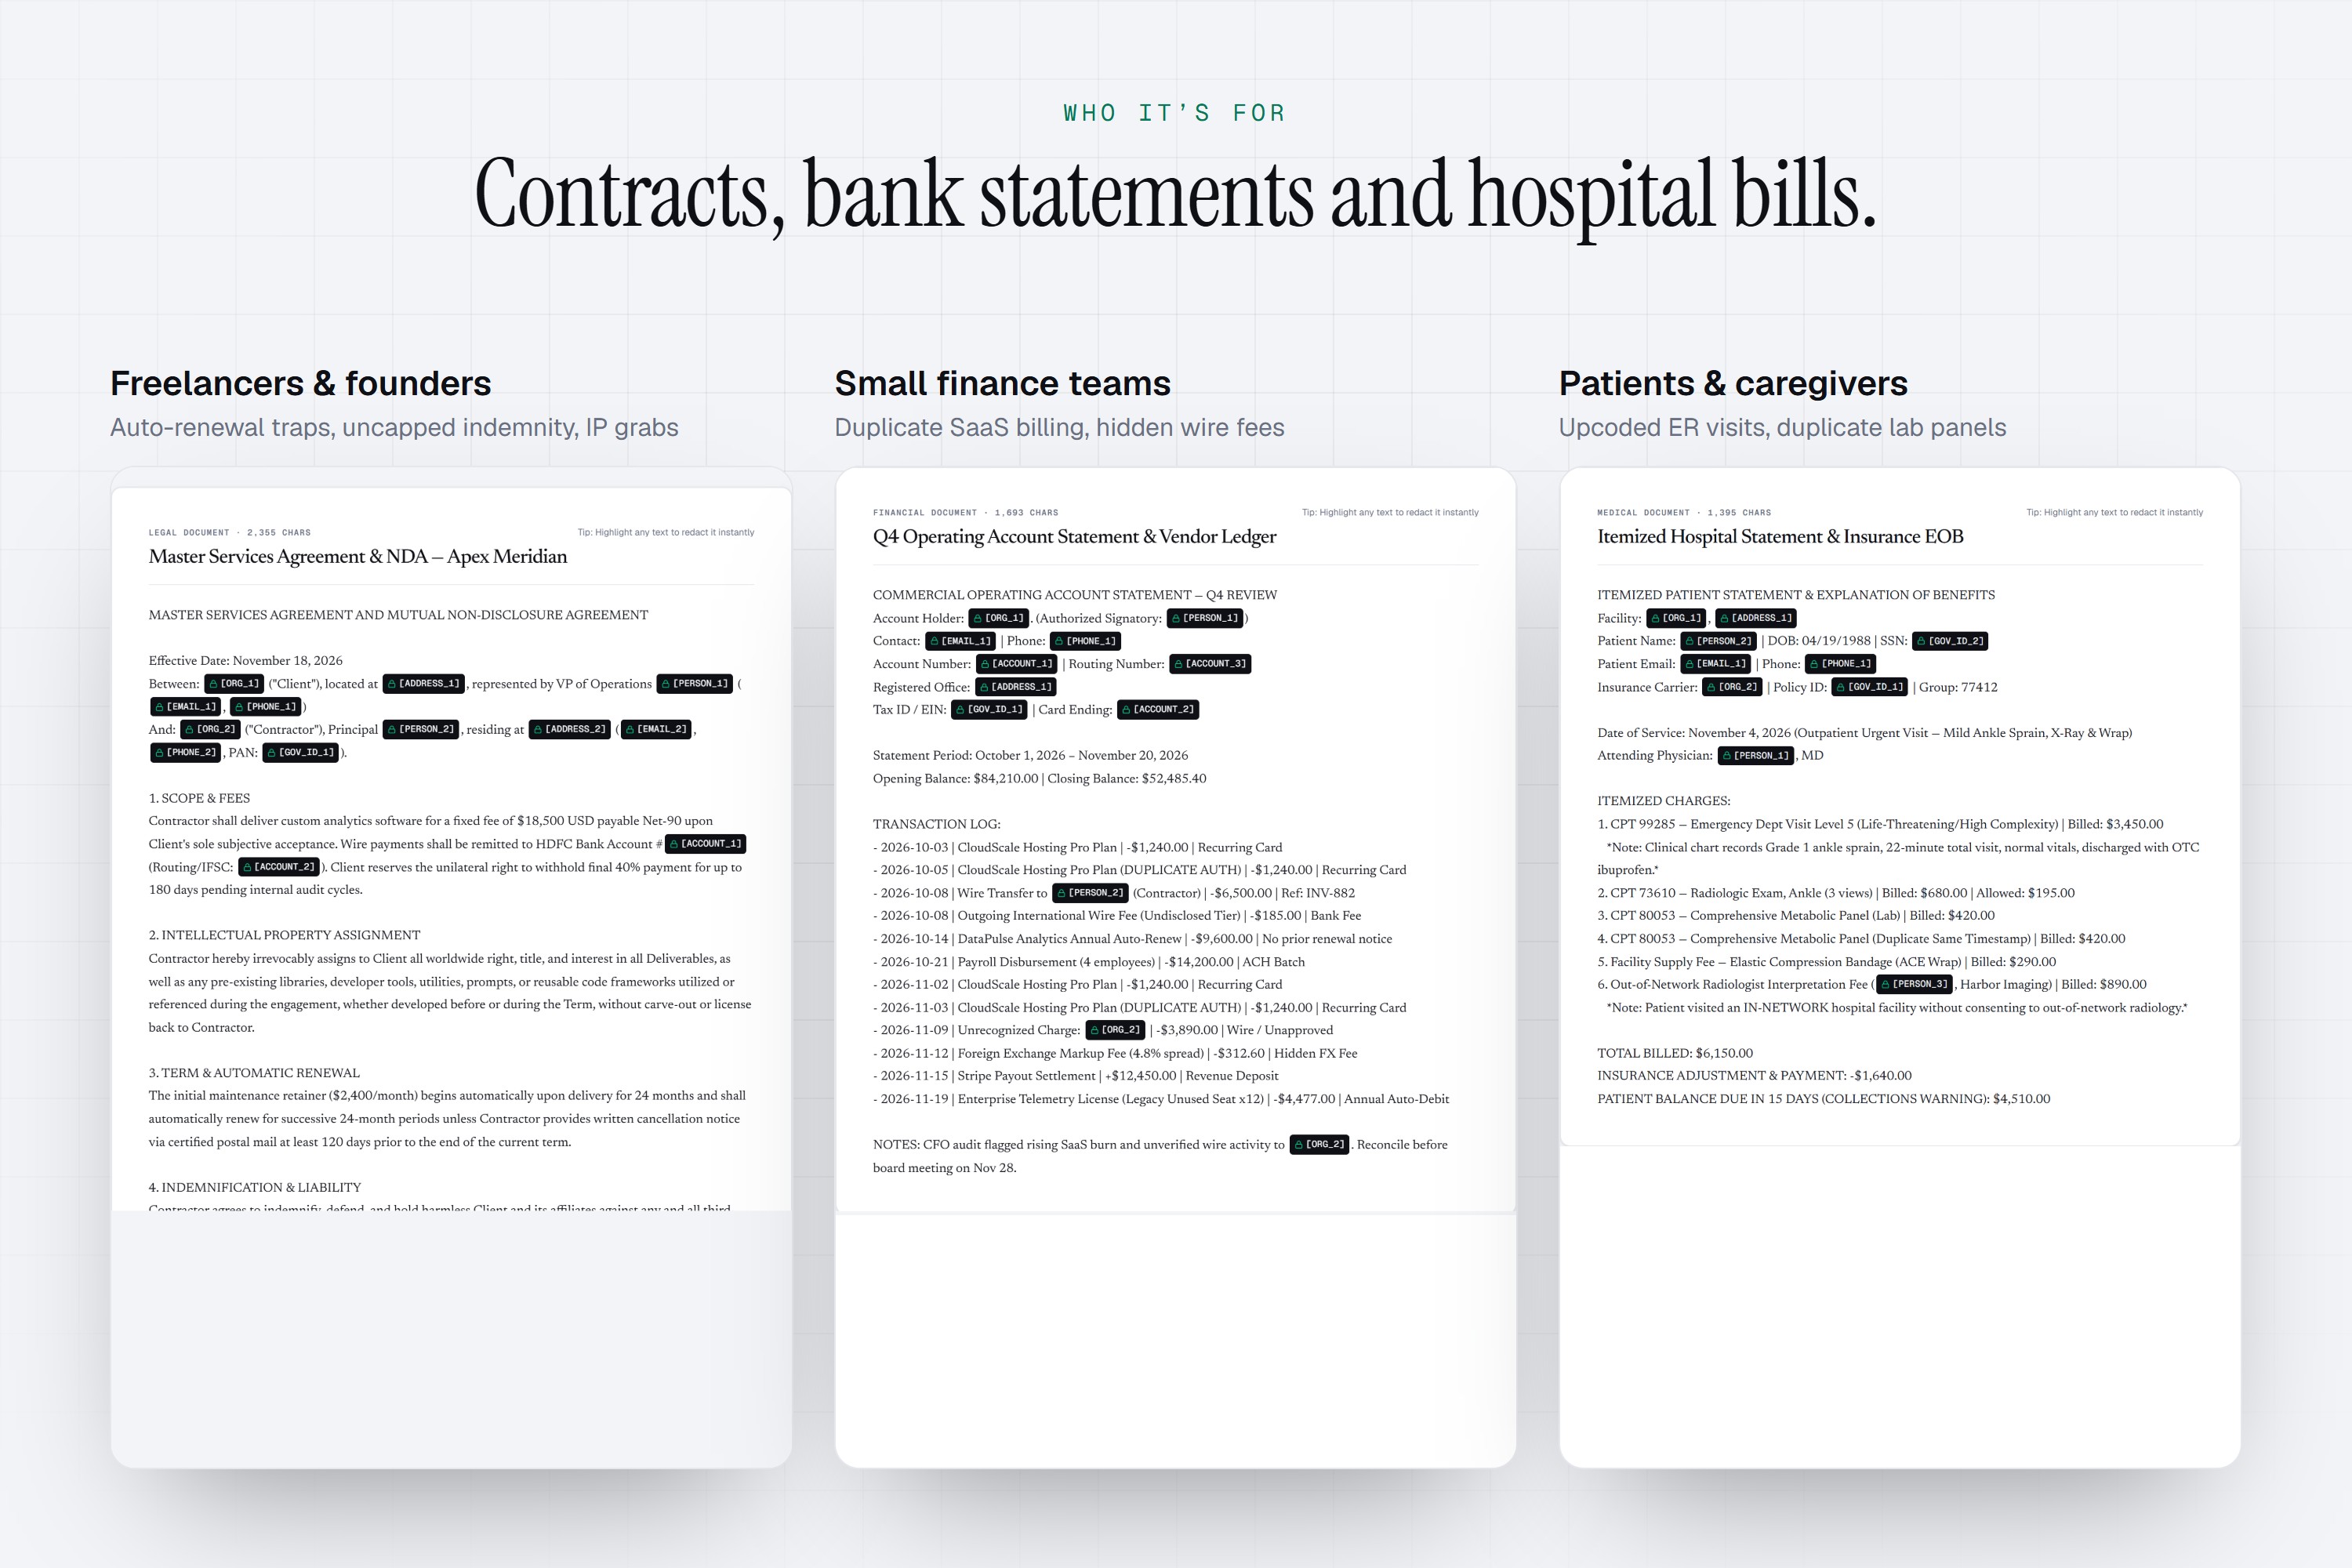 WHO IT’S FOR
Contracts, bank statements and hospital bills.
Freelancers & founders
Auto-renewal traps, uncapped indemnity, IP grabs
LEGAL DOCUMENT · 2,355 CHARS
Tip: Highlight any text to redact it instantly
Master Services Agreement & NDA — Apex Meridian
MASTER SERVICES AGREEMENT AND MUTUAL NON-DISCLOSURE AGREEMENT
Effective Date: November 18, 2026
Between: [ORG_1] ("Client"), located at [ADDRESS_1], represented by VP of Operations [PERSON_1] (
[EMAIL_1], [PHONE_1])
And: [ORG_2] ("Contractor"), Principal [PERSON_2], residing at [ADDRESS_2] ([EMAIL_2],
[PHONE_2], PAN: [GOV_ID_1]).
1. SCOPE & FEES
Contractor shall deliver custom analytics software for a fixed fee of $18,500 USD payable Net-90 upon
Client's sole subjective acceptance. Wire payments shall be remitted to HDFC Bank Account #[ACCOUNT_1]
(Routing/IFSC: [ACCOUNT_2]). Client reserves the unilateral right to withhold final 40% payment for up to
180 days pending internal audit cycles.
2. INTELLECTUAL PROPERTY ASSIGNMENT
Contractor hereby irrevocably assigns to Client all worldwide right, title, and interest in all Deliverables, as
well as any pre-existing libraries, developer tools, utilities, prompts, or reusable code frameworks utilized or
referenced during the engagement, whether developed before or during the Term, without carve-out or license
back to Contractor.
3. TERM & AUTOMATIC RENEWAL
The initial maintenance retainer ($2,400/month) begins automatically upon delivery for 24 months and shall
automatically renew for successive 24-month periods unless Contractor provides written cancellation notice
via certified postal mail at least 120 days prior to the end of the current term.
4. INDEMNIFICATION & LIABILITY
Contractor agrees to indemnify, defend, and hold harmless Client and its affiliates against any and all third
Small finance teams
Duplicate SaaS billing, hidden wire fees
FINANCIAL DOCUMENT · 1,693 CHARS
Tip: Highlight any text to redact it instantly
Q4 Operating Account Statement & Vendor Ledger
COMMERCIAL OPERATING ACCOUNT STATEMENT — Q4 REVIEW
Account Holder: [ORG_1]. (Authorized Signatory: [PERSON_1])
Contact: [EMAIL_1] | Phone: [PHONE_1]
Account Number: [ACCOUNT_1] | Routing Number: [ACCOUNT_3]
Registered Office: [ADDRESS_1]
Tax ID / EIN: [GOV_ID_1] | Card Ending: [ACCOUNT_2]
Statement Period: October 1, 2026 – November 20, 2026
Opening Balance: $84,210.00 | Closing Balance: $52,485.40
TRANSACTION LOG:
- 2026-10-03 | CloudScale Hosting Pro Plan | -$1,240.00 | Recurring Card
- 2026-10-05 | CloudScale Hosting Pro Plan (DUPLICATE AUTH) | -$1,240.00 | Recurring Card
- 2026-10-08 | Wire Transfer to [PERSON_2] (Contractor) | -$6,500.00 | Ref: INV-882
- 2026-10-08 | Outgoing International Wire Fee (Undisclosed Tier) | -$185.00 | Bank Fee
- 2026-10-14 | DataPulse Analytics Annual Auto-Renew | -$9,600.00 | No prior renewal notice
- 2026-10-21 | Payroll Disbursement (4 employees) | -$14,200.00 | ACH Batch
- 2026-11-02 | CloudScale Hosting Pro Plan | -$1,240.00 | Recurring Card
- 2026-11-03 | CloudScale Hosting Pro Plan (DUPLICATE AUTH) | -$1,240.00 | Recurring Card
- 2026-11-09 | Unrecognized Charge: [ORG_2] | -$3,890.00 | Wire / Unapproved
- 2026-11-12 | Foreign Exchange Markup Fee (4.8% spread) | -$312.60 | Hidden FX Fee
- 2026-11-15 | Stripe Payout Settlement | +$12,450.00 | Revenue Deposit
- 2026-11-19 | Enterprise Telemetry License (Legacy Unused Seat x12) | -$4,477.00 | Annual Auto-Debit
NOTES: CFO audit flagged rising SaaS burn and unverified wire activity to [ORG_2]. Reconcile before
board meeting on Nov 28.
Patients & caregivers
Upcoded ER visits, duplicate lab panels
MEDICAL DOCUMENT · 1,395 CHARS
Tip: Highlight any text to redact it instantly
Itemized Hospital Statement & Insurance EOB
ITEMIZED PATIENT STATEMENT & EXPLANATION OF BENEFITS
Facility: [ORG_1], [ADDRESS_1]
Patient Name: [PERSON_2] | DOB: 04/19/1988 | SSN: [GOV_ID_2]
Patient Email: [EMAIL_1] | Phone: [PHONE_1]
Insurance Carrier: [ORG_2] | Policy ID: [GOV_ID_1] | Group: 77412
Date of Service: November 4, 2026 (Outpatient Urgent Visit — Mild Ankle Sprain, X-Ray & Wrap)
Attending Physician: [PERSON_1], MD
ITEMIZED CHARGES:
1. CPT 99285 — Emergency Dept Visit Level 5 (Life-Threatening/High Complexity) | Billed: $3,450.00
*Note: Clinical chart records Grade 1 ankle sprain, 22-minute total visit, normal vitals, discharged with OTC
ibuprofen.*
2. CPT 73610 — Radiologic Exam, Ankle (3 views) | Billed: $680.00 | Allowed: $195.00
3. CPT 80053 — Comprehensive Metabolic Panel (Lab) | Billed: $420.00
4. CPT 80053 — Comprehensive Metabolic Panel (Duplicate Same Timestamp) | Billed: $420.00
5. Facility Supply Fee — Elastic Compression Bandage (ACE Wrap) | Billed: $290.00
6. Out-of-Network Radiologist Interpretation Fee ([PERSON_3], Harbor Imaging) | Billed: $890.00
*Note: Patient visited an IN-NETWORK hospital facility without consenting to out-of-network radiology.*
TOTAL BILLED: $6,150.00
INSURANCE ADJUSTMENT & PAYMENT: -$1,640.00
PATIENT BALANCE DUE IN 15 DAYS (COLLECTIONS WARNING): $4,510.00